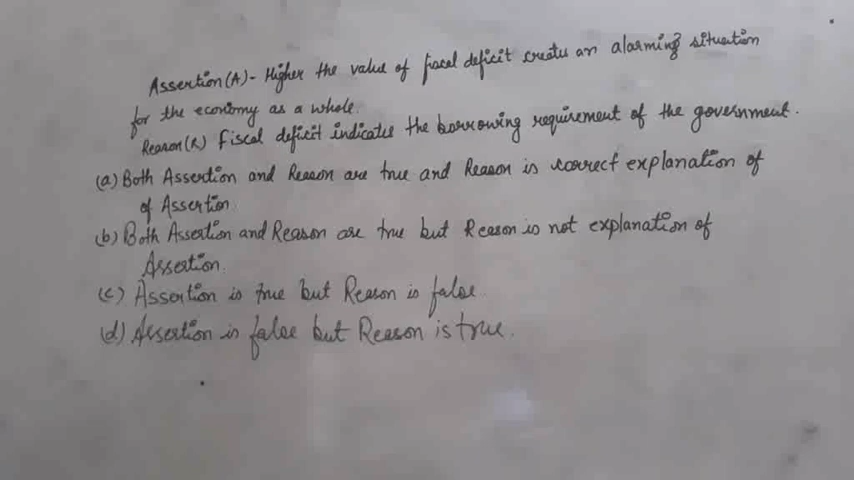 Assertion(A)- Higher the value of fiscal deficit creates an alarming situation
for the economy as a whole.
Reason(R) Fiscal deficit indicates the borrowing requirement of the government.
(a) Both Assertion and Reason are true and Reason is correct explanation of
of Assertion
(b) Both Assertion and Reason are true but Reason is not explanation of
Assertion.
(c) Assertion is true but Reason is false.
(d) Assertion is false but Reason is true.